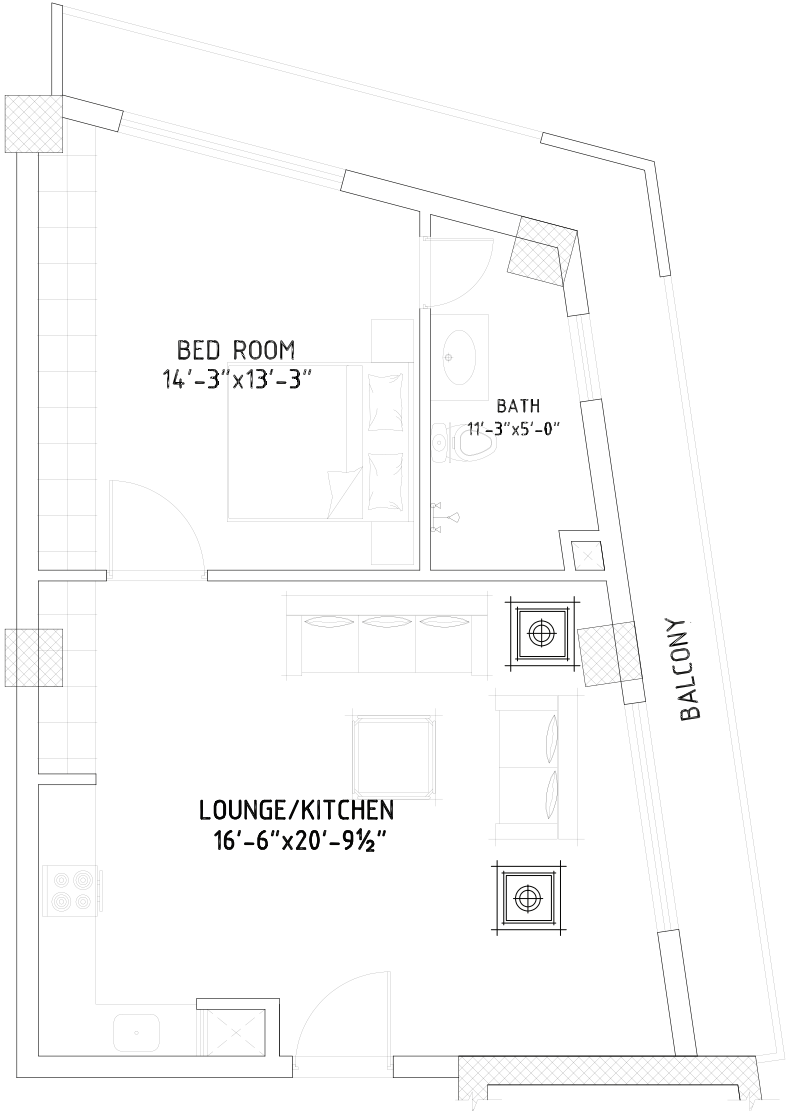 BED ROOM
14'-3"x13'-3"
BATH
11'-3"x5'-0"
BALCONY
LOUNGE/KITCHEN
16'-6"x20'-9½"